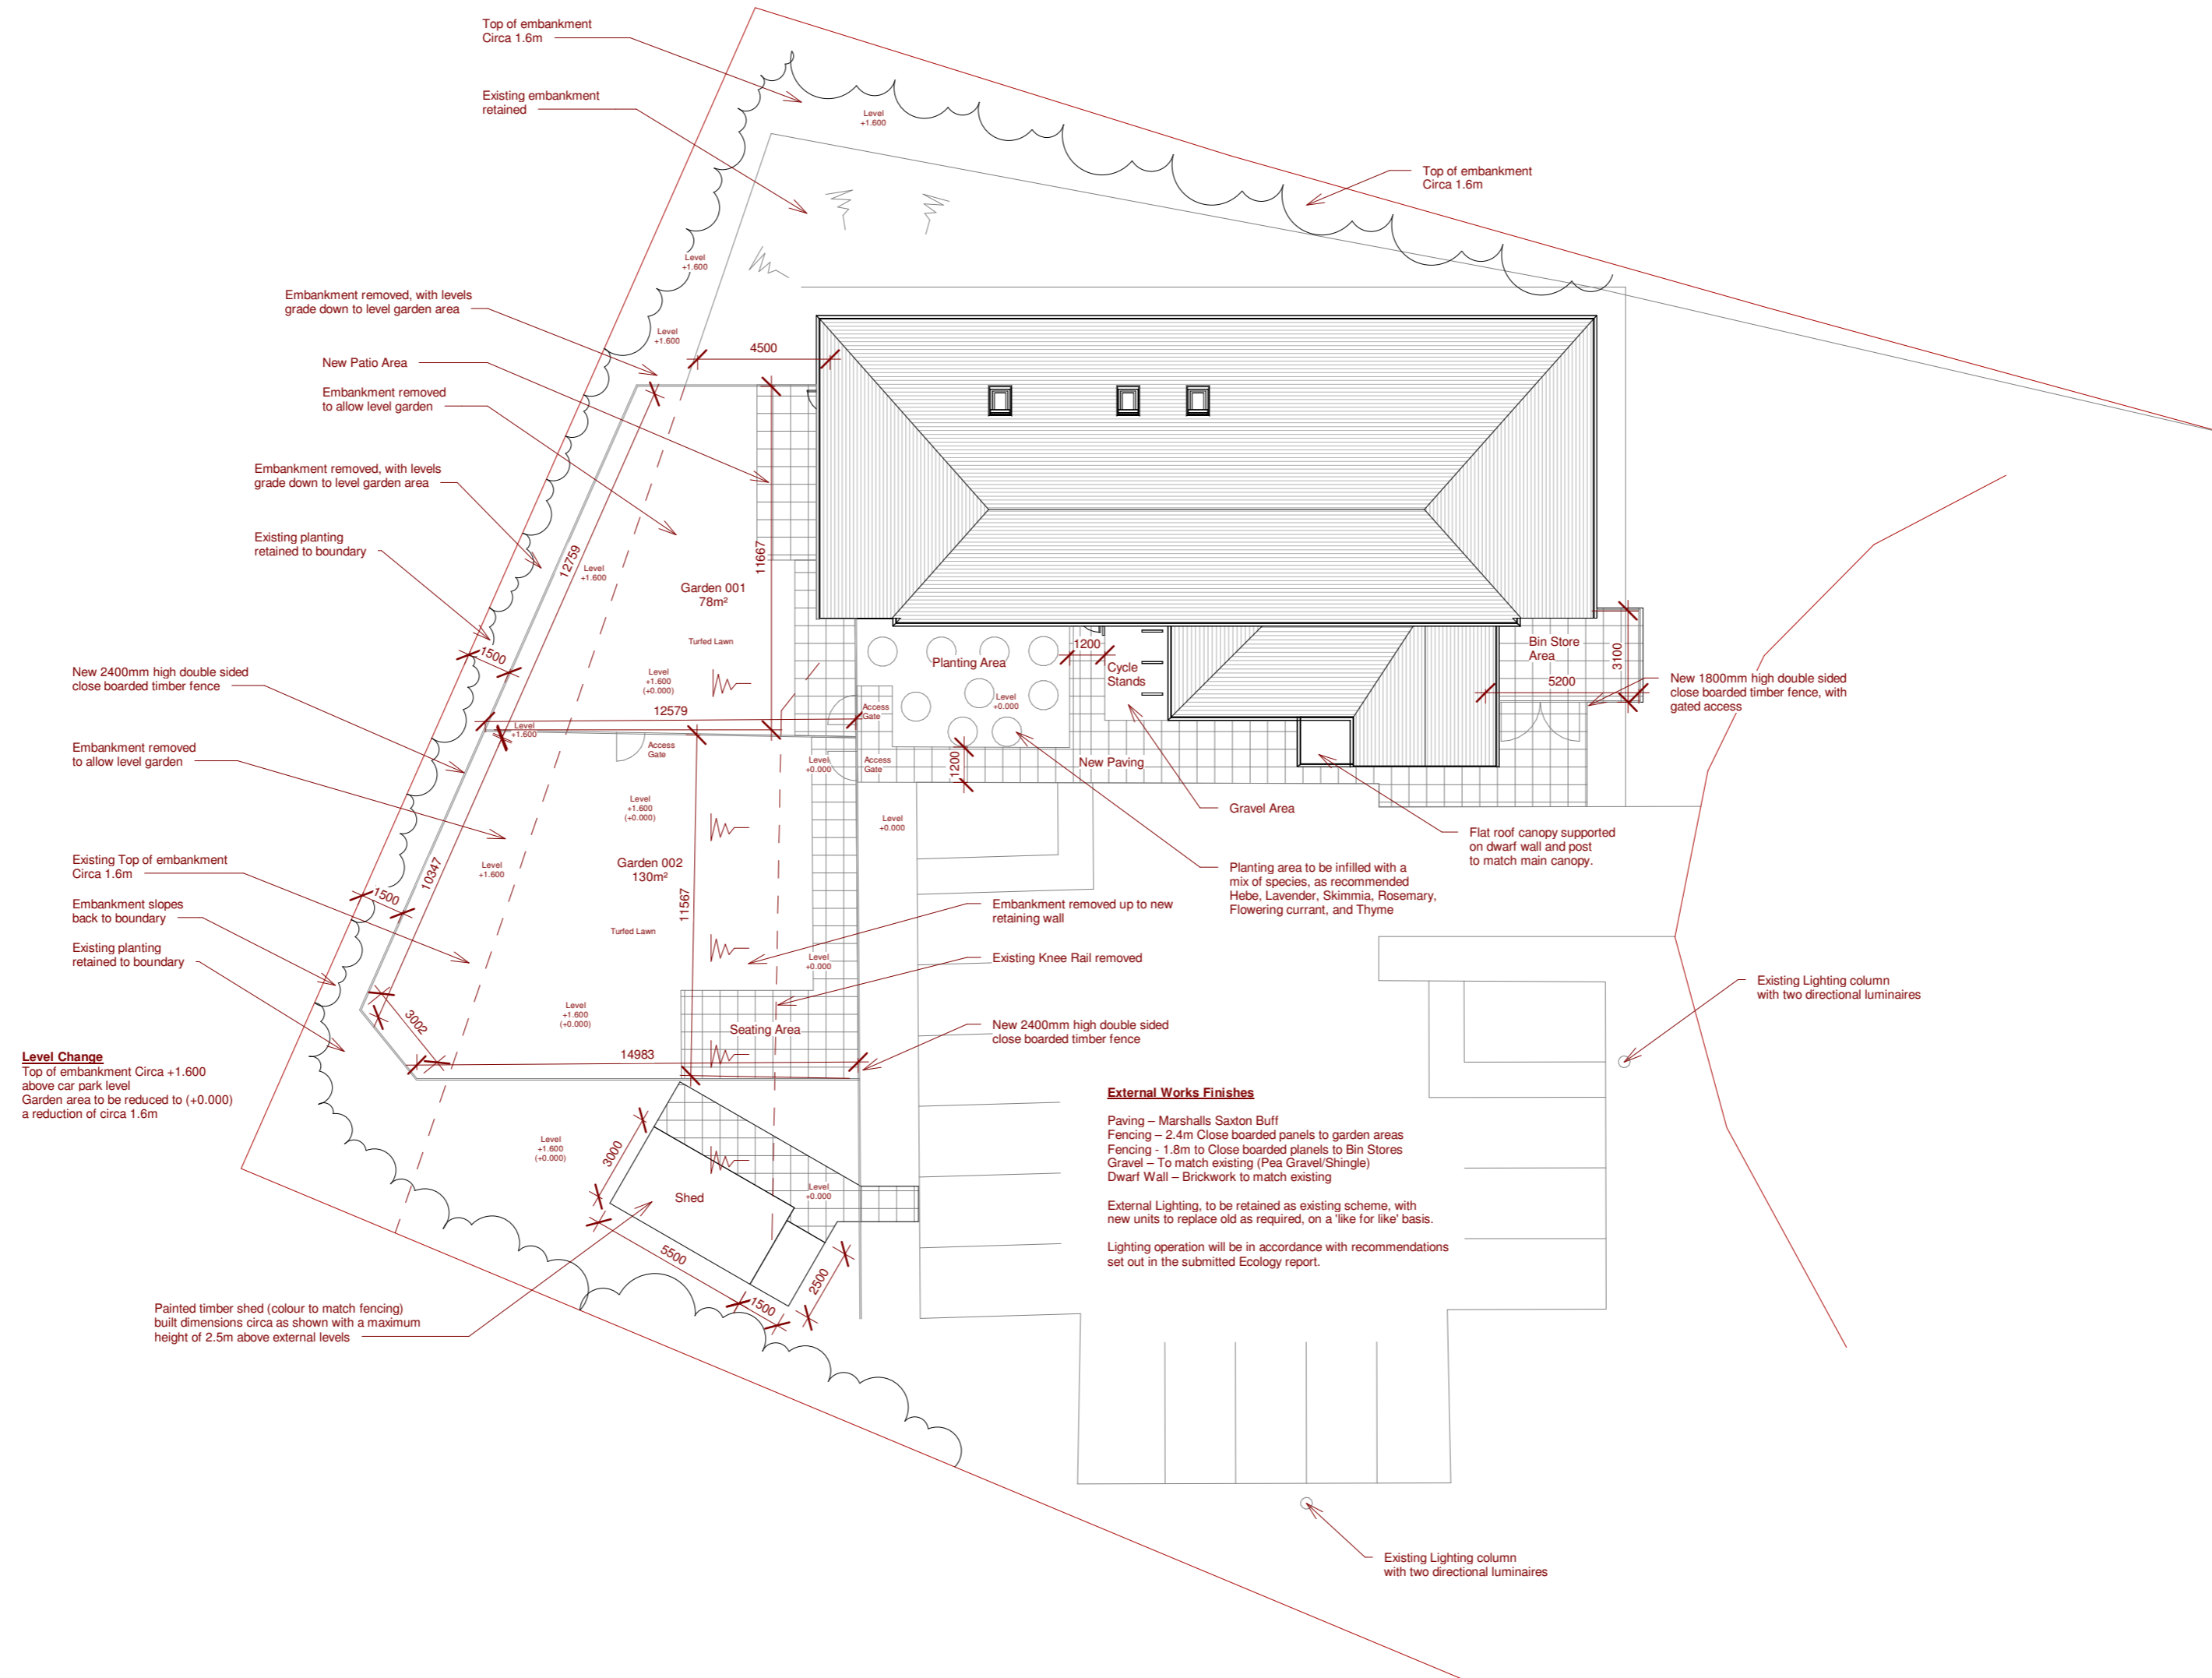 Top of embankment
Circa 1.6m
Existing embankment
retained
Level
+1.600
Top of embankment
Circa 1.6m
Level
+1.600
Embankment removed, with levels
grade down to level garden area
Level
+1.600
4500
New Patio Area
Embankment removed
to allow level garden
Embankment removed, with levels
grade down to level garden area
Existing planting
retained to boundary
12759
11667
Level
+1.600
Garden 001
78m²
Turfed Lawn
1500
Level
+1.600
(+0.000)
Planting Area
Level
+0.000
1200
Cycle
Stands
Bin Store
Area
3100
5200
New 1800mm high double sided
close boarded timber fence, with
gated access
New 2400mm high double sided
close boarded timber fence
12579
Access
Gate
Level
+1.600
Access
Gate
Level
+0.000
Access
Gate
1200
New Paving
Embankment removed
to allow level garden
Level
+1.600
(+0.000)
Level
+0.000
Gravel Area
Flat roof canopy supported
on dwarf wall and post
to match main canopy.
Existing Top of embankment
Circa 1.6m
Level
+1.600
10347
Garden 002
130m²
11567
Planting area to be infilled with a
mix of species, as recommended
Hebe, Lavender, Skimmia, Rosemary,
Flowering currant, and Thyme
1500
Embankment slopes
back to boundary
Turfed Lawn
Embankment removed up to new
retaining wall
Existing planting
retained to boundary
Level
+0.000
Existing Knee Rail removed
Existing Lighting column
with two directional luminaires
Level
+1.600
(+0.000)
3002
Seating Area
New 2400mm high double sided
close boarded timber fence
14983
Level Change
Top of embankment Circa +1.600
above car park level
Garden area to be reduced to (+0.000)
a reduction of circa 1.6m
External Works Finishes
Paving – Marshalls Saxton Buff
Fencing – 2.4m Close boarded panels to garden areas
Fencing - 1.8m to Close boarded planels to Bin Stores
Gravel – To match existing (Pea Gravel/Shingle)
Dwarf Wall – Brickwork to match existing
External Lighting, to be retained as existing scheme, with
new units to replace old as required, on a 'like for like' basis.
Lighting operation will be in accordance with recommendations
set out in the submitted Ecology report.
Level
+1.600
(+0.000)
3000
Shed
Level
+0.000
5500
1500
2500
Painted timber shed (colour to match fencing)
built dimensions circa as shown with a maximum
height of 2.5m above external levels
Existing Lighting column
with two directional luminaires